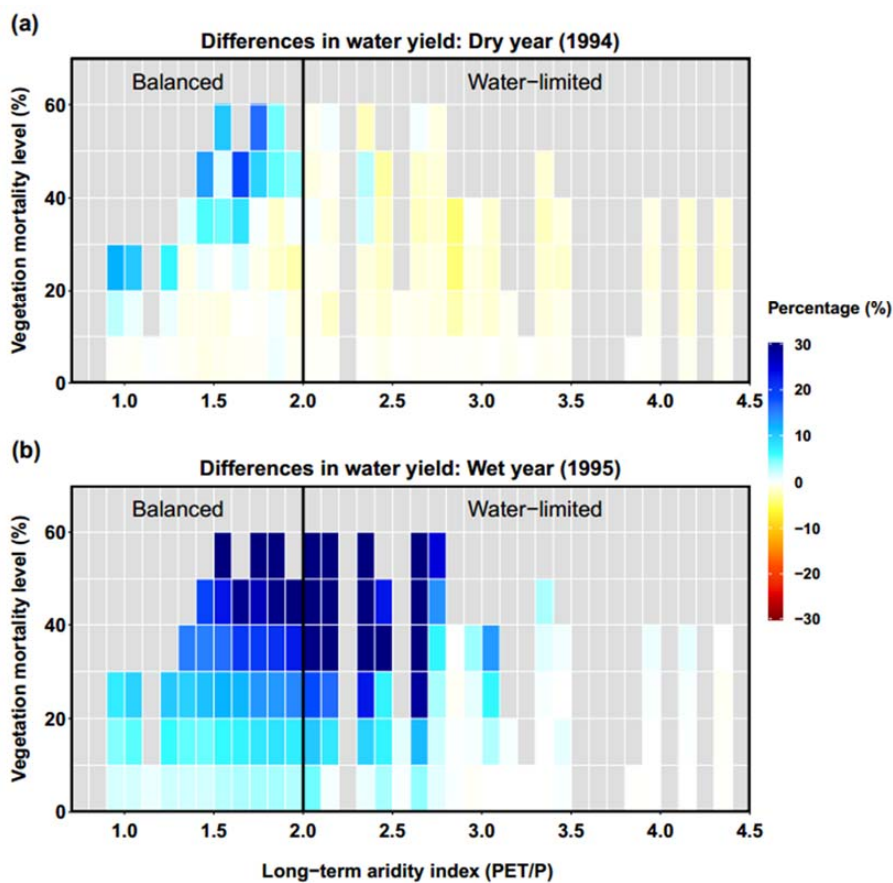 (a)
Differences in water yield: Dry year (1994)
Balanced
Water−limited
Vegetation mortality level (%)
60
40
20
0
1.0 1.5 2.0 2.5 3.0 3.5 4.0 4.5
Percentage (%)
30
20
10
0
−10
−20
−30
(b)
Differences in water yield: Wet year (1995)
Balanced
Water−limited
Vegetation mortality level (%)
60
40
20
0
1.0 1.5 2.0 2.5 3.0 3.5 4.0 4.5
Long−term aridity index (PET/P)